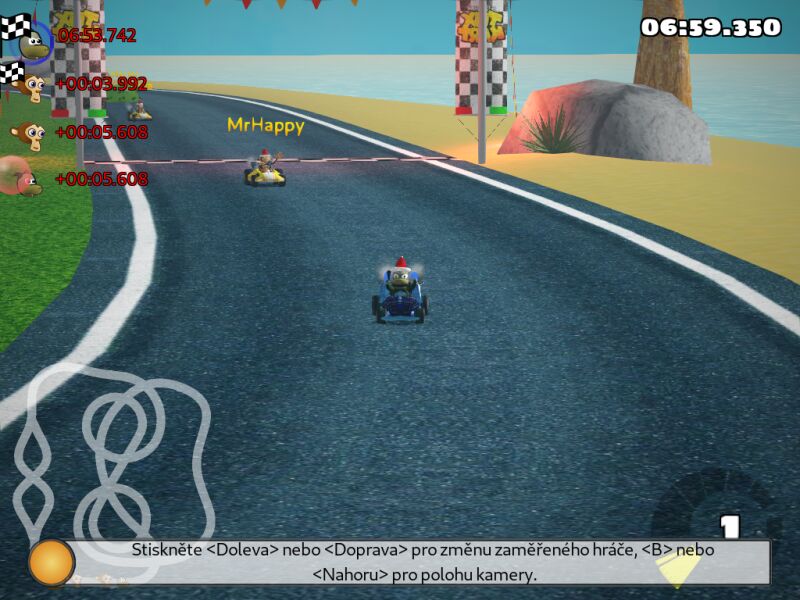 06:53.742
06:59.350
+00:03.992
+00:05.608
+00:05.608
MrHappy
1
Stiskněte <Doleva> nebo <Doprava> pro změnu zaměřeného hráče, <B> nebo
<Nahoru> pro polohu kamery.